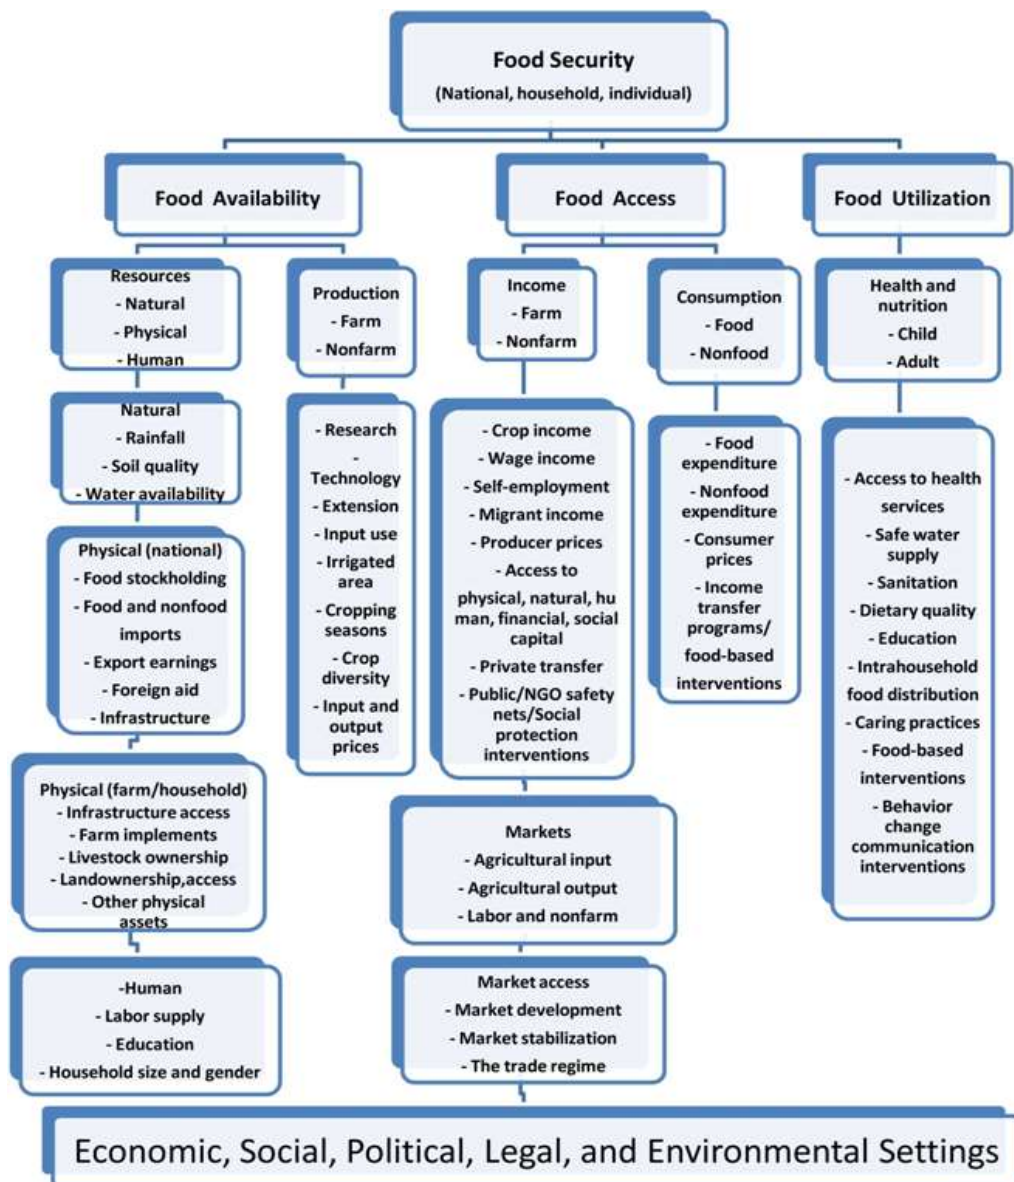 Food Security
(National, household, individual)
Food Availability
Food Access
Food Utilization
Resources
- Natural
- Physical
- Human
Production
- Farm
- Nonfarm
Income
- Farm
- Nonfarm
Consumption
- Food
- Nonfood
Health and
nutrition
- Child
- Adult
Natural
- Rainfall
- Soil quality
- Water availability
Physical (national)
- Food stockholding
- Food and nonfood
imports
- Export earnings
- Foreign aid
- Infrastructure
Physical (farm/household)
- Infrastructure access
- Farm implements
- Livestock ownership
- Landownership,access
- Other physical
assets
-Human
- Labor supply
- Education
- Household size and gender
- Research
-
Technology
- Extension
- Input use
- Irrigated
area
- Cropping
seasons
- Crop
diversity
- Input and
output prices
- Crop income
- Wage income
- Self-employment
- Migrant income
- Producer prices
- Access to
physical, natural, hu
man, financial, social
capital
- Private transfer
- Public/NGO safety
nets/Social
protection
interventions
Markets
- Agricultural input
- Agricultural output
- Labor and nonfarm
Market access
- Market development
- Market stabilization
- The trade regime
- Food
expenditure
- Nonfood
expenditure
- Consumer
prices
- Income
transfer
programs/
food-based
interventions
- Access to health
services
- Safe water
supply
- Sanitation
- Dietary quality
- Education
- Intrahousehold
food distribution
- Caring practices
- Food-based
interventions
- Behavior
change
communication
interventions
Economic, Social, Political, Legal, and Environmental Settings